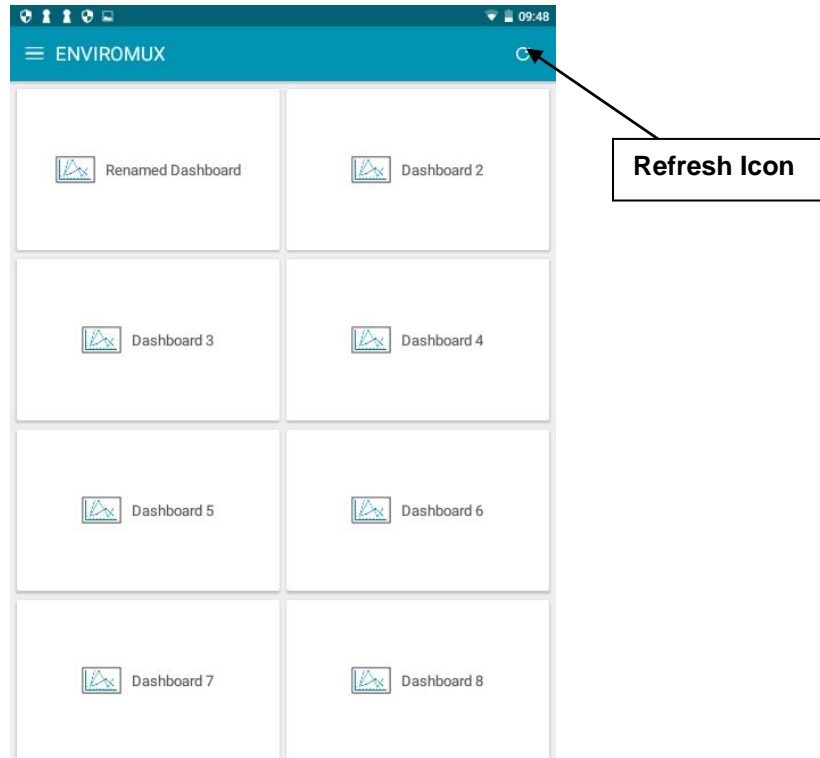 09:48
ENVIROMUX
Refresh Icon
Renamed Dashboard
Dashboard 2
Dashboard 3
Dashboard 4
Dashboard 5
Dashboard 6
Dashboard 7
Dashboard 8